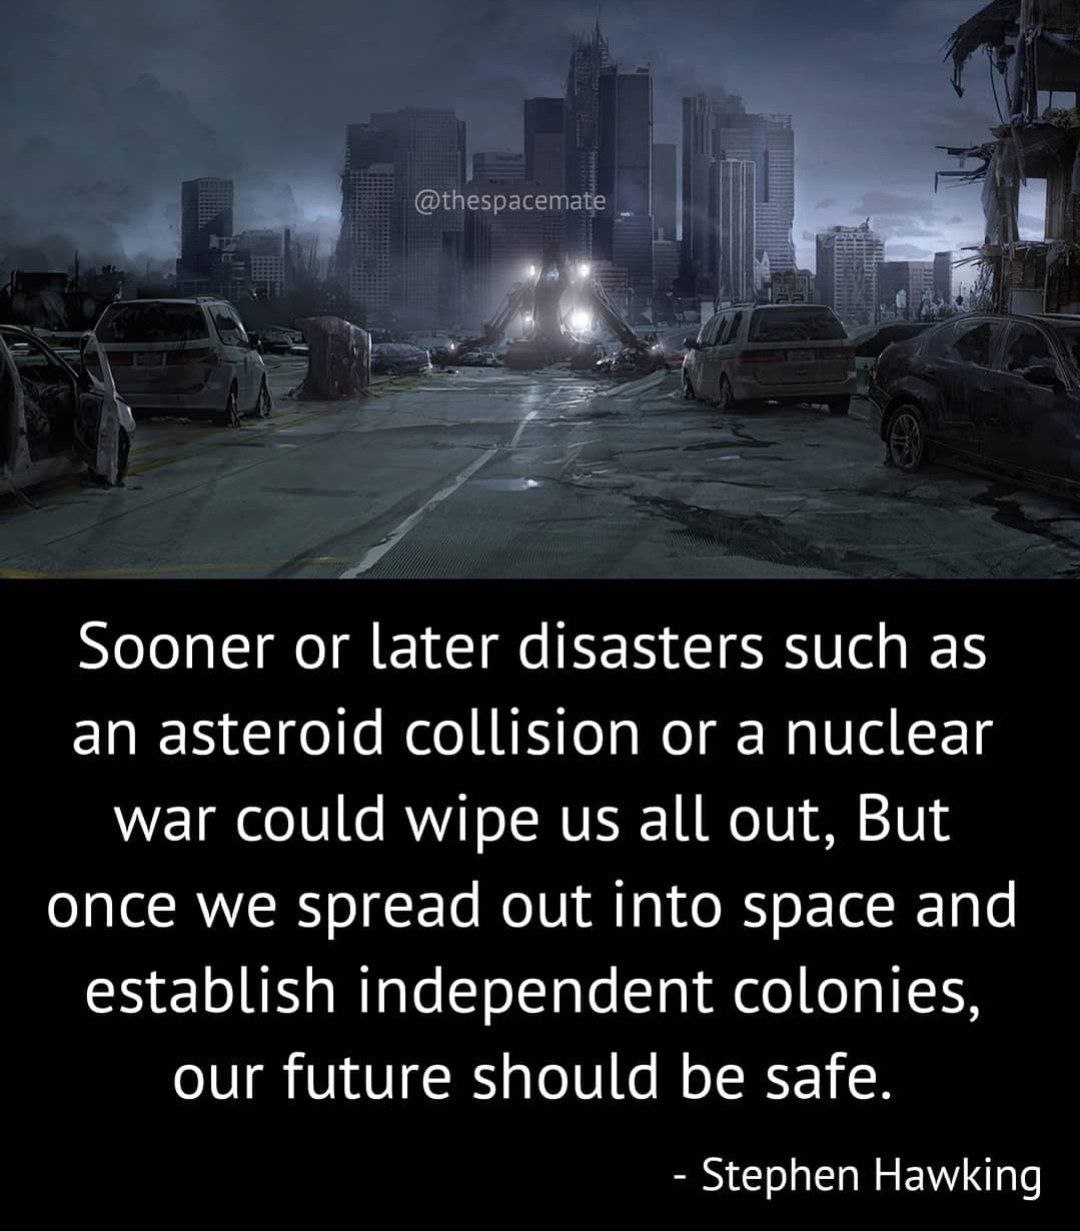 @thespacemate
Sooner or later disasters such as
an asteroid collision or a nuclear
war could wipe us all out, But
once we spread out into space and
establish independent colonies,
our future should be safe.
- Stephen Hawking